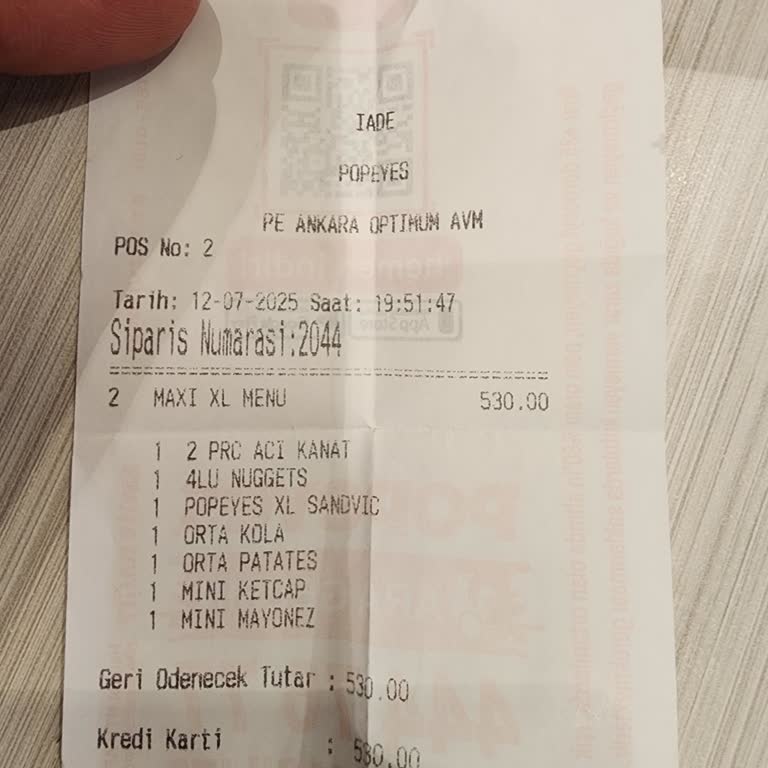 IADE
POPEYES
PE ANKARA OPTIMUM AVM
POS No: 2
Tarih: 12-07-2025 Saat: 19:51:47
Siparis Numarasi:2044
2 MAXI XL MENU 530.00
1 2 PRC ACI KANAT
1 4LU NUGGETS
1 POPEYES XL SANDVIC
1 ORTA KOLA
1 ORTA PATATES
1 MINI KETCAP
1 MINI MAYONEZ
Geri Odenecek Tutar : 530.00
Kredi Karti : 530.00